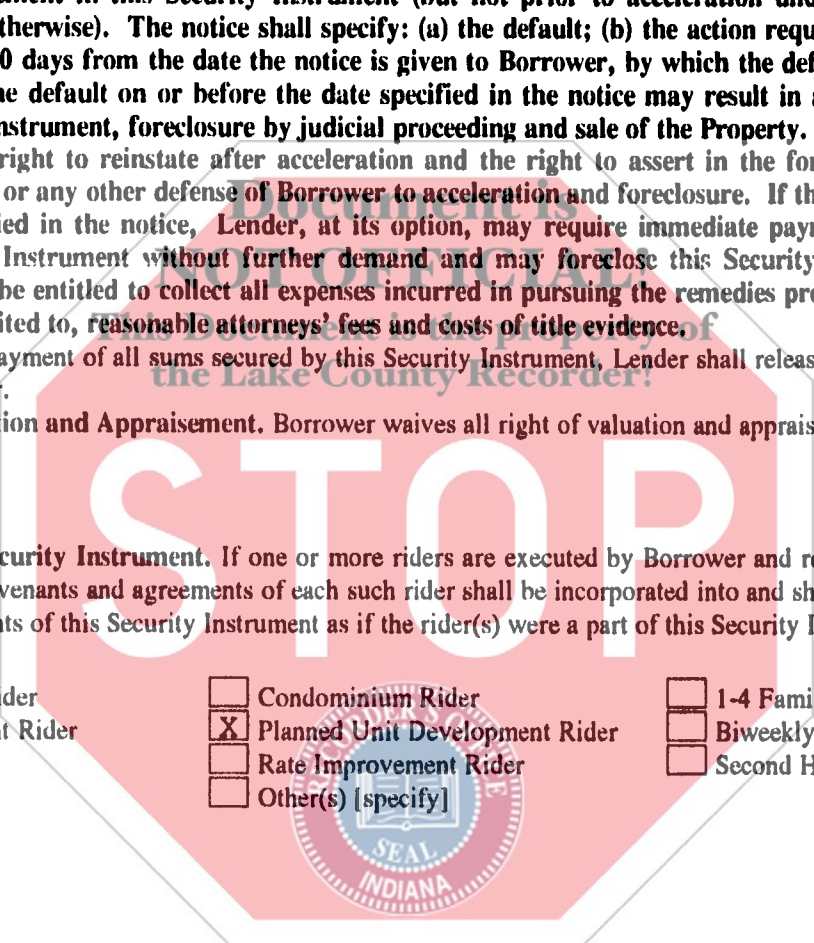 therwise). The notice shall specify: (a) the default; (b) the action requ
0 days from the date the notice is given to Borrower, by which the def
ne default on or before the date specified in the notice may result in a
nstrument, foreclosure by judicial proceeding and sale of the Property.
right to reinstate after acceleration and the right to assert in the for
or any other defense of Borrower to acceleration and foreclosure. If th
ied in the notice, Lender, at its option, may require immediate payr
Instrument without further demand and may foreclose this Security
be entitled to collect all expenses incurred in pursuing the remedies pro
ited to, reasonable attorneys' fees and costs of title evidence.
ayment of all sums secured by this Security Instrument, Lender shall releas
r.
ion and Appraisement. Borrower waives all right of valuation and apprais
Document is
NOT OFFICIAL!
This Document is the property of
the Lake County Recorder!
STOP
curity Instrument. If one or more riders are executed by Borrower and re
venants and agreements of each such rider shall be incorporated into and sh
nts of this Security Instrument as if the rider(s) were a part of this Security I
der
Condominium Rider
1-4 Fami
t Rider
X Planned Unit Development Rider
Biweekly
Rate Improvement Rider
Second H
Other(s) [specify]
RECORDER'S OFFICE
SEAL
INDIANA